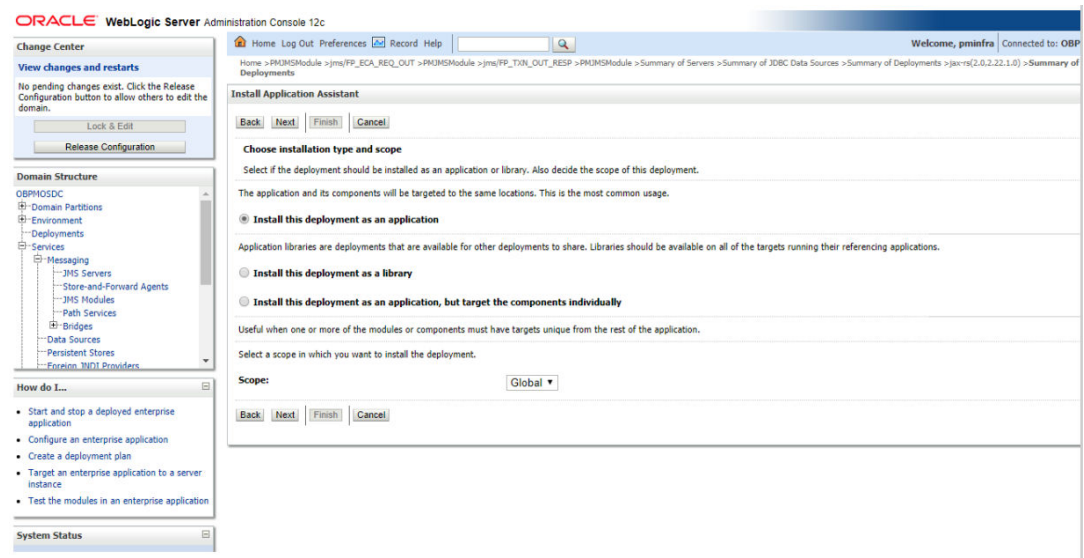 ORACLE WebLogic Server Administration Console 12c
Change Center
View changes and restarts
No pending changes exist. Click the Release
Configuration button to allow others to edit the
domain.
Lock & Edit
Release Configuration
Domain Structure
OBPMOSDC
Domain Partitions
Environment
Deployments
Services
Messaging
JMS Servers
Store-and-Forward Agents
JMS Modules
Path Services
Bridges
Data Sources
Persistent Stores
Foreign JNDI Providers
How do I...
Start and stop a deployed enterprise
application
Configure an enterprise application
Create a deployment plan
Target an enterprise application to a server
instance
Test the modules in an enterprise application
System Status
Home Log Out Preferences Record Help
Welcome, pminfra Connected to: OBP
Home >PMJMSModule >jms/FP_ECA_REQ_OUT >PMJMSModule >jms/FP_TXN_OUT_RESP >PMJMSModule >Summary of Servers >Summary of JDBC Data Sources >Summary of Deployments >jax-rs(2.0,2.22.1.0) >Summary of
Deployments
Install Application Assistant
Back Next Finish Cancel
Choose installation type and scope
Select if the deployment should be installed as an application or library. Also decide the scope of this deployment.
The application and its components will be targeted to the same locations. This is the most common usage.
Install this deployment as an application
Application libraries are deployments that are available for other deployments to share. Libraries should be available on all of the targets running their referencing applications.
Install this deployment as a library
Install this deployment as an application, but target the components individually
Useful when one or more of the modules or components must have targets unique from the rest of the application.
Select a scope in which you want to install the deployment.
Scope: Global
Back Next Finish Cancel